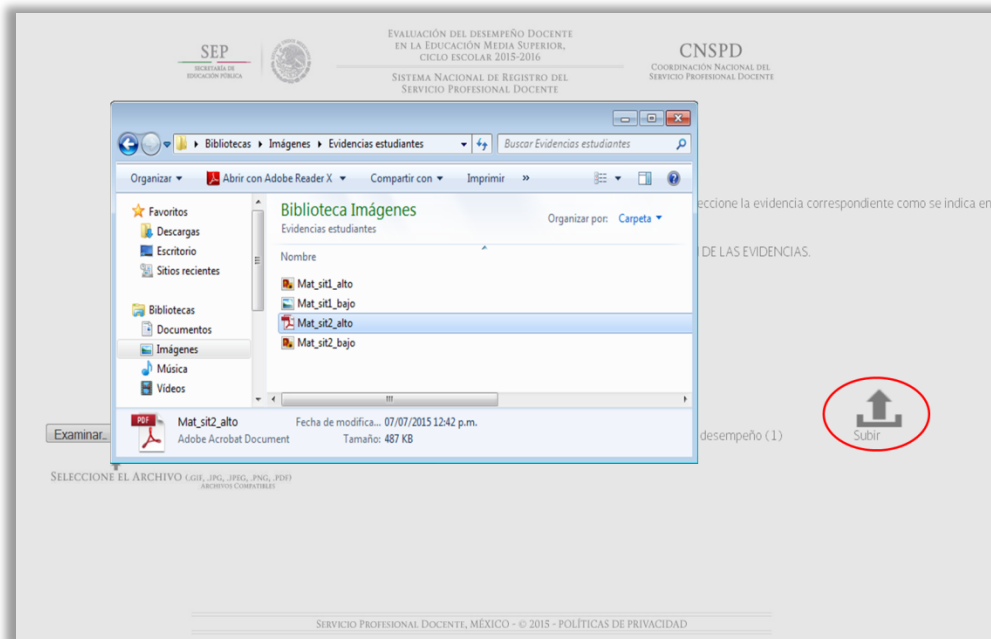 SEP
SECRETARÍA DE
EDUCACIÓN PÚBLICA
EVALUACIÓN DEL DESEMPEÑO DOCENTE
EN LA EDUCACIÓN MEDIA SUPERIOR,
CICLO ESCOLAR 2015-2016
SISTEMA NACIONAL DE REGISTRO DEL
SERVICIO PROFESIONAL DOCENTE
CNSPD
COORDINACIÓN NACIONAL DEL
SERVICIO PROFESIONAL DOCENTE
Bibliotecas Imágenes Evidencias estudiantes
Buscar Evidencias estudiantes
Organizar Abrir con Adobe Reader X Compartir con Imprimir »
Favoritos
Descargas
Escritorio
Sitios recientes
Bibliotecas
Documentos
Imágenes
Música
Vídeos
Biblioteca Imágenes
Evidencias estudiantes
Organizar por: Carpeta
Nombre
Mat_sit1_alto
Mat_sit1_bajo
Mat_sit2_alto
Mat_sit2_bajo
PDF
Mat_sit2_alto Fecha de modifica... 07/07/2015 12:42 p.m.
Adobe Acrobat Document Tamaño: 487 KB
eccione la evidencia correspondiente como se indica en
DE LAS EVIDENCIAS.
Examinar..
desempeño (1)
Subir
SELECCIONE EL ARCHIVO (.GIF, .JPG, .JPEG, .PNG, .PDF)
ARCHIVOS COMPATIBLES
SERVICIO PROFESIONAL DOCENTE, MÉXICO - © 2015 - POLÍTICAS DE PRIVACIDAD